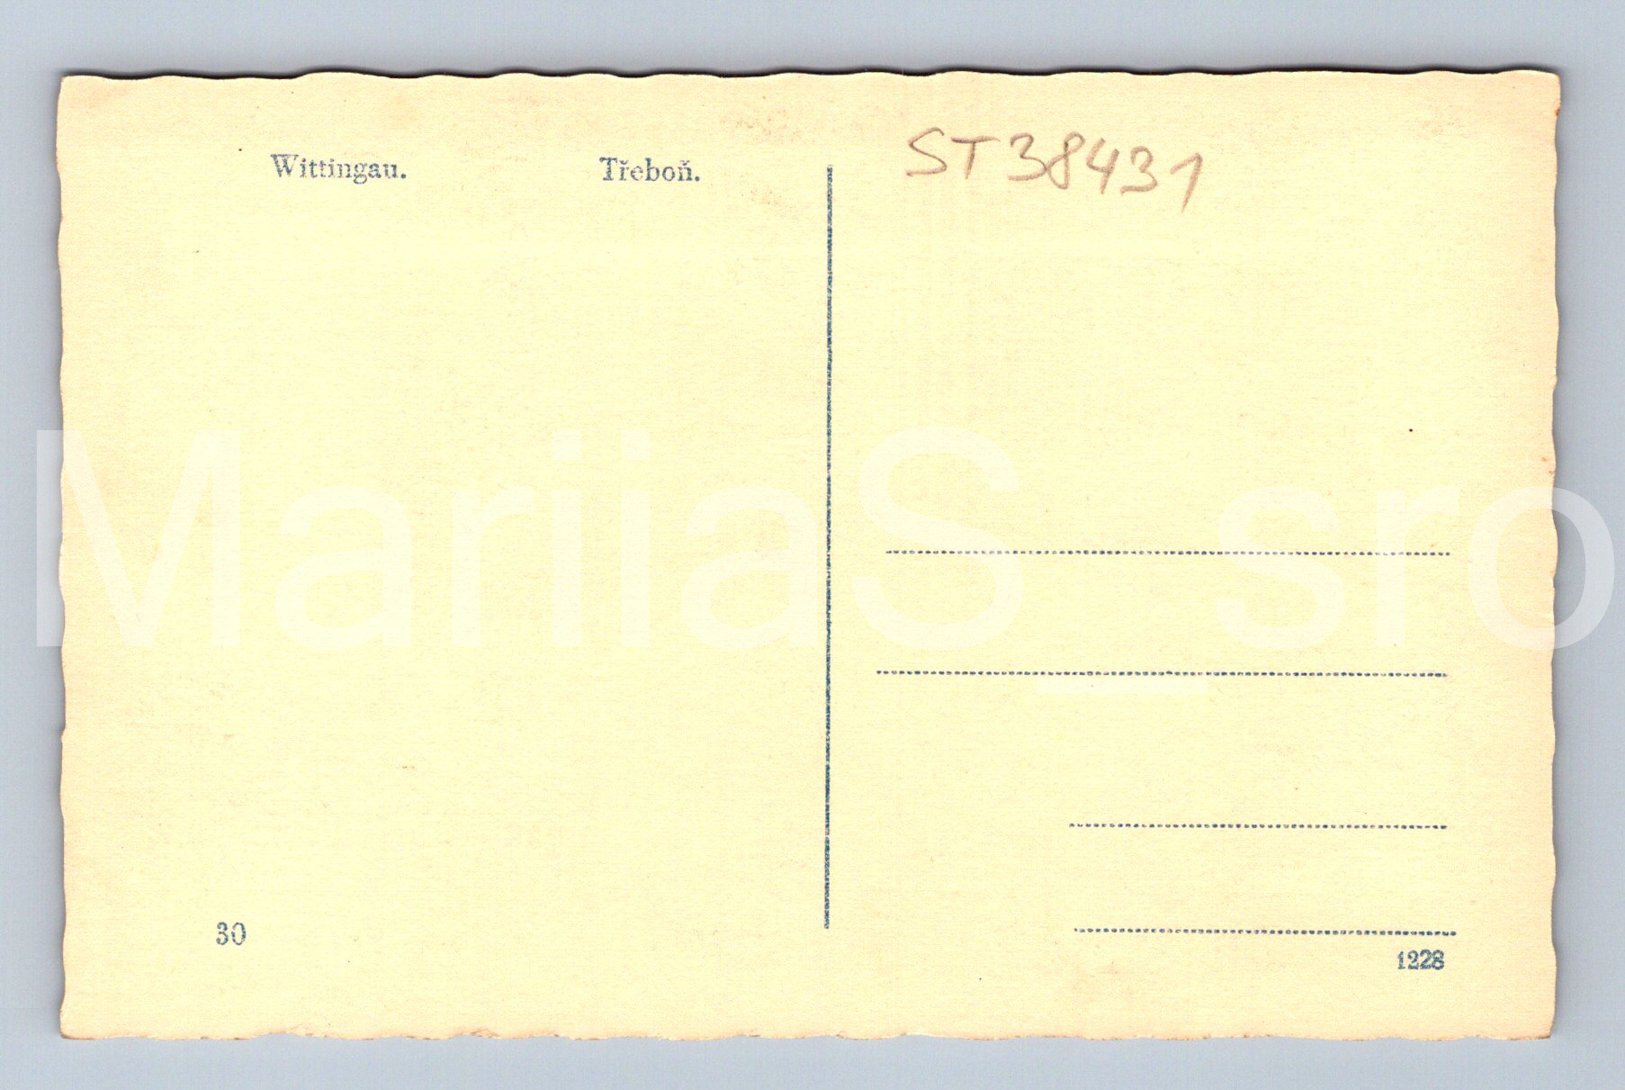 Wittingau. Třeboň.
ST38431
MariiaS_sro
30
1228